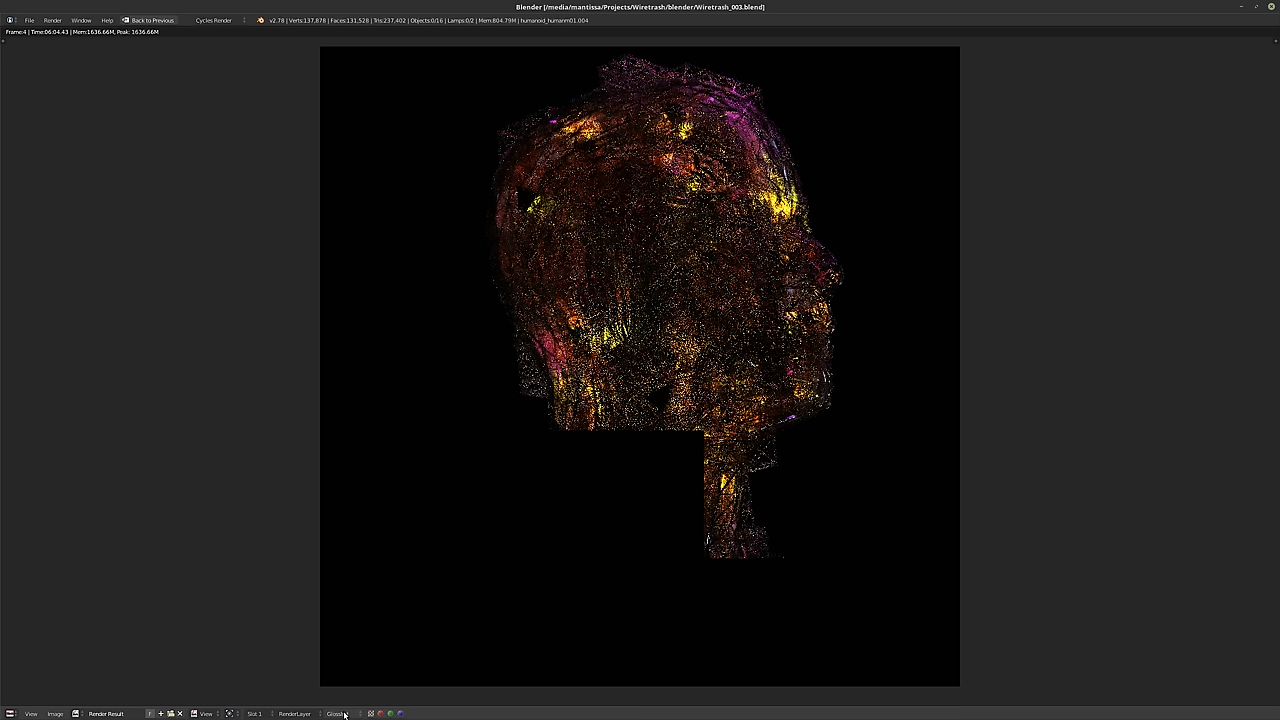 Blender [/media/mantissa/Projects/Wiretrash/blender/Wiretrash_003.blend]
File Render Window Help Back to Previous Cycles Render v2.78 | Verts:137,878 | Faces:131,528 | Tris:237,402 | Objects:0/16 | Lamps:0/2 | Mem:804.79M | humanoid_humanm01.004
Frame:4 | Time:06:04.43 | Mem:1636.66M, Peak: 1636.66M
View Image Render Result F View Slot 1 RenderLayer